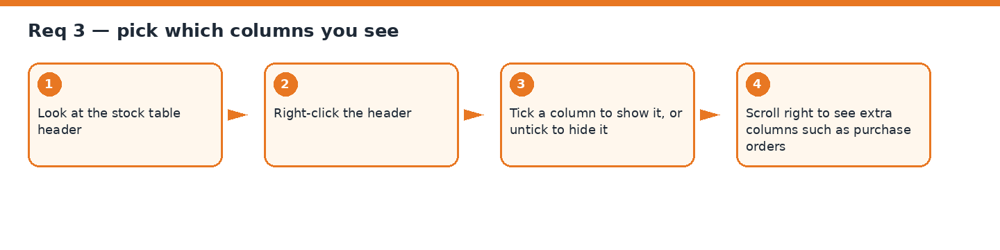 Req 3 — pick which columns you see
1
Look at the stock table
header
2
Right-click the header
3
Tick a column to show it, or
untick to hide it
4
Scroll right to see extra
columns such as purchase
orders